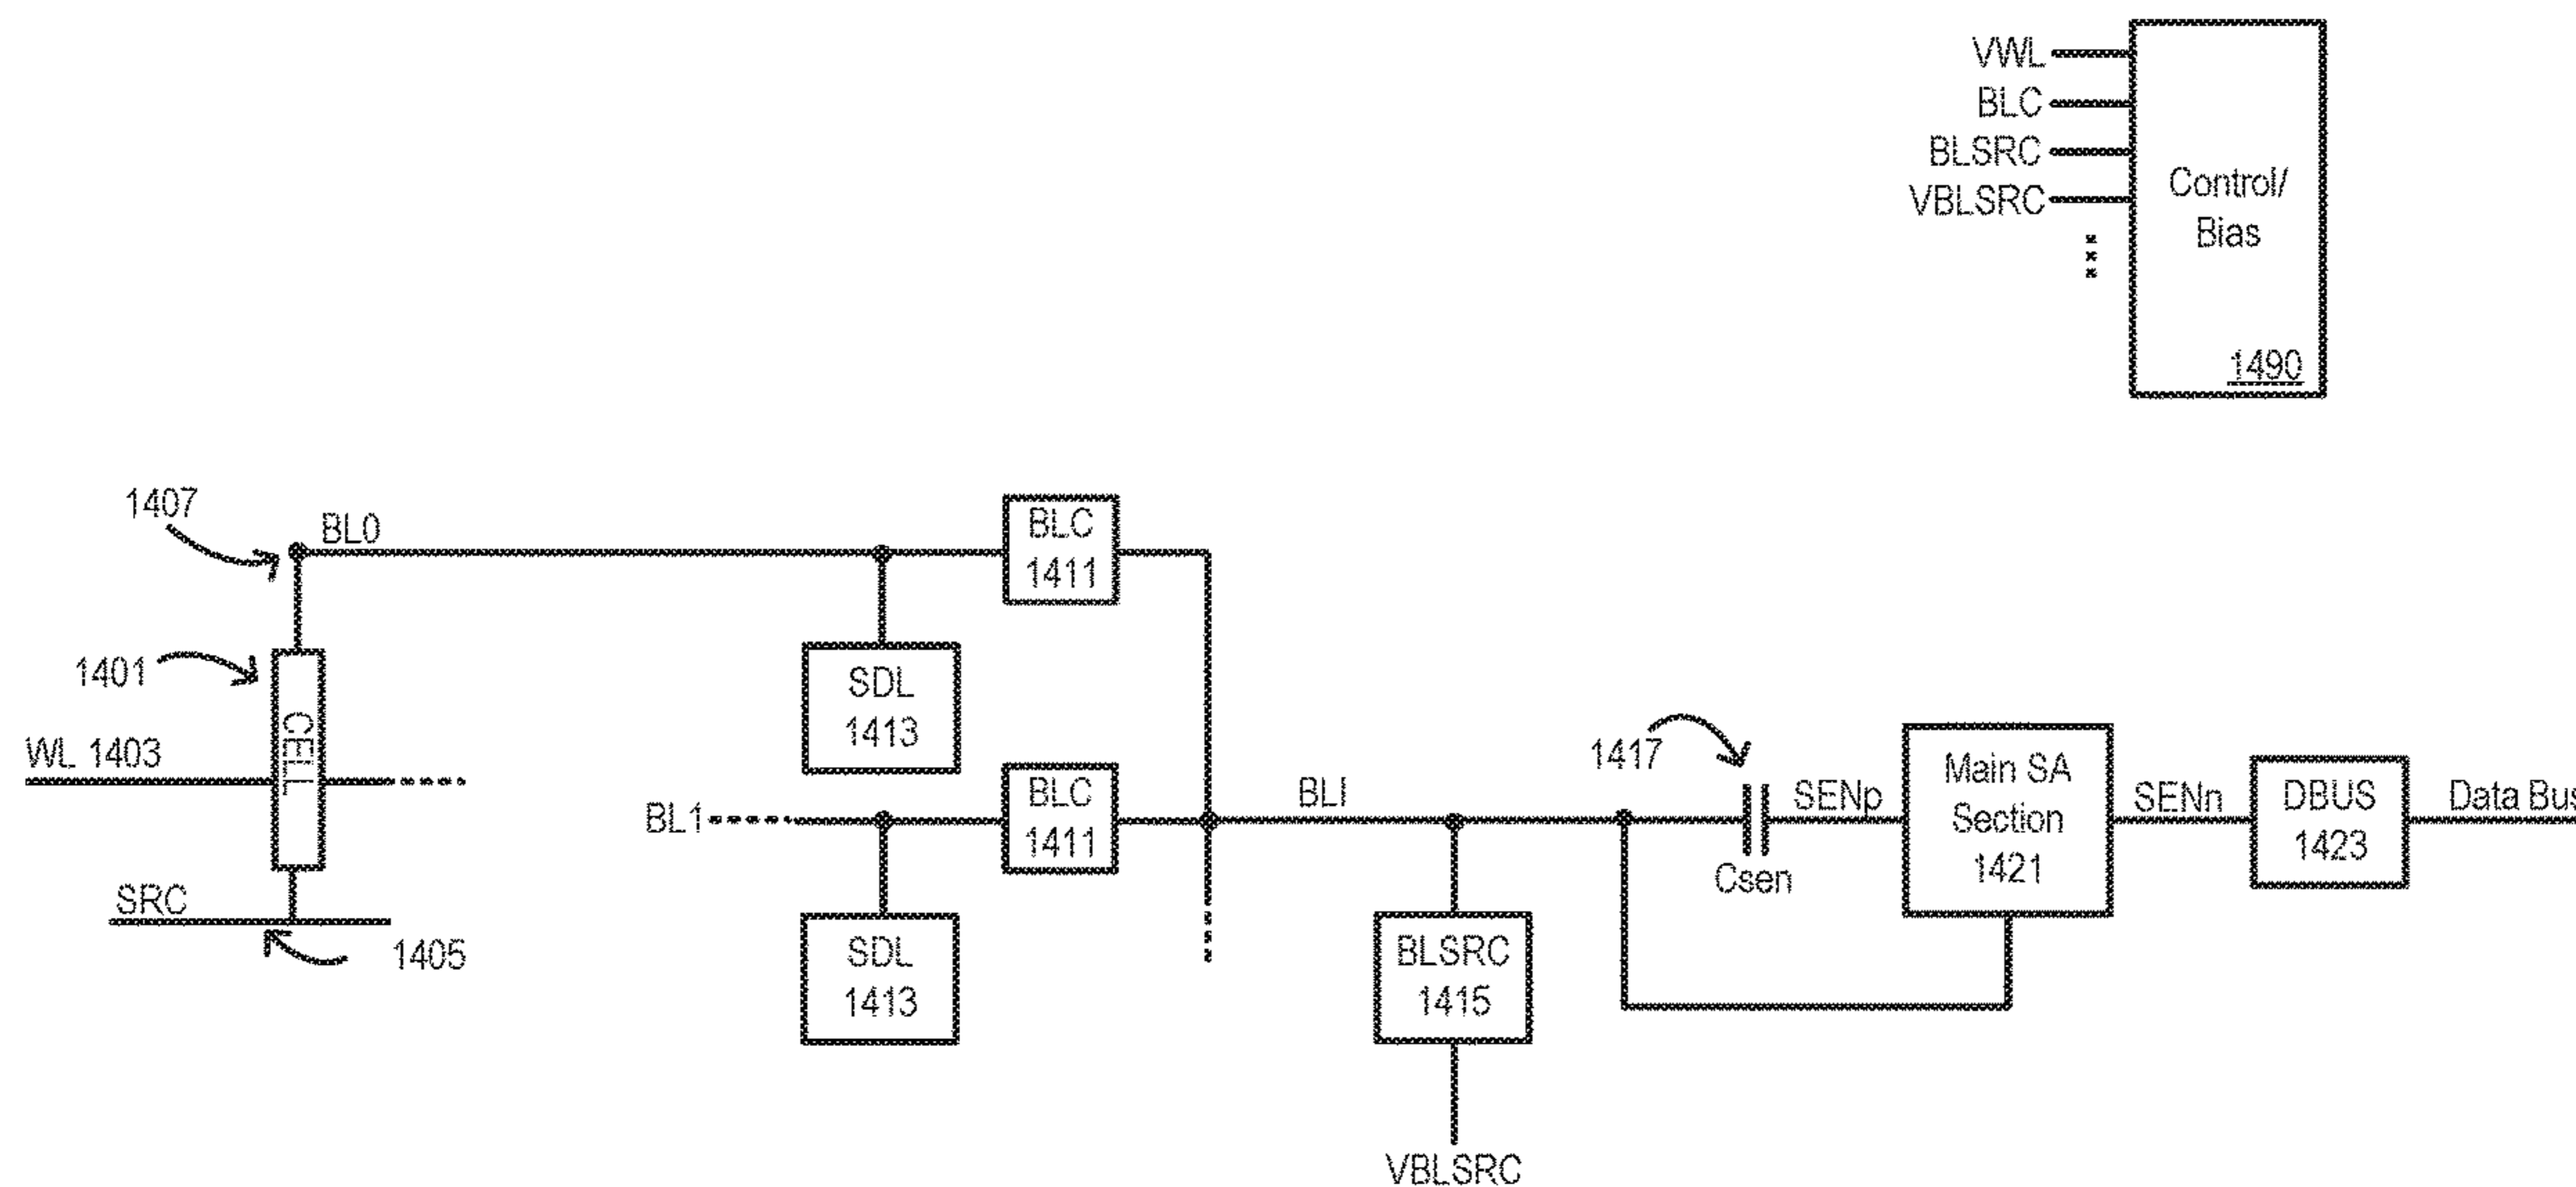 VWL
BLC
BLSRC
VBLSRC
Control/
Bias
1490
1407
BL0
BLC
1411
1401
CELL
SDL
1413
WL 1403
SRC
1405
BL1
BLC
1411
SDL
1413
BLI
BLSRC
1415
VBLSRC
1417
Csen
SENp
Main SA
Section
1421
SENn
DBUS
1423
Data Bus